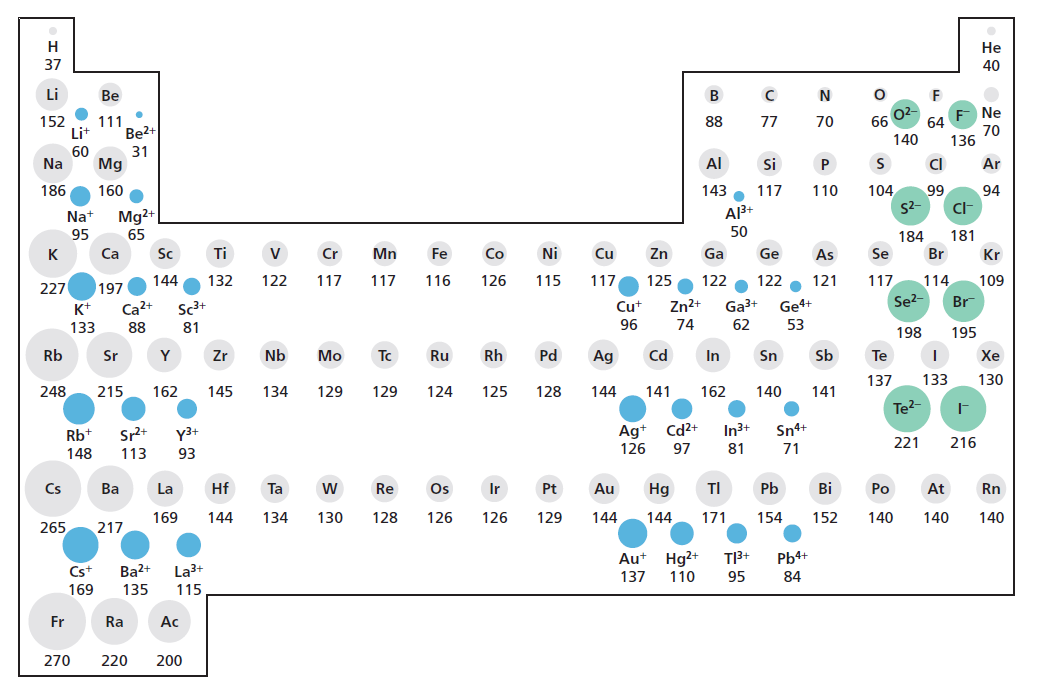 H He
37 40
Li Be B C N O F
O²⁻ F⁻ Ne
152 111 88 77 70 66 64 70
Li⁺ Be²⁺ 140 136
60 31
Na Mg Al Si P S Cl Ar
186 160 143 117 110 104 99 94
Na⁺ Mg²⁺ Al³⁺ S²⁻ Cl⁻
95 65 50 184 181
K Ca Sc Ti V Cr Mn Fe Co Ni Cu Zn Ga Ge As Se Br Kr
227 197 144 132 122 117 117 116 126 115 117 125 122 122 121 117 114 109
K⁺ Ca²⁺ Sc³⁺ Cu⁺ Zn²⁺ Ga³⁺ Ge⁴⁺ Se²⁻ Br⁻
133 88 81 96 74 62 53 198 195
Rb Sr Y Zr Nb Mo Tc Ru Rh Pd Ag Cd In Sn Sb Te I Xe
248 215 162 145 134 129 129 124 125 128 144 141 162 140 141 137 133 130
Rb⁺ Sr²⁺ Y³⁺ Ag⁺ Cd²⁺ In³⁺ Sn⁴⁺ Te²⁻ I⁻
148 113 93 126 97 81 71 221 216
Cs Ba La Hf Ta W Re Os Ir Pt Au Hg Tl Pb Bi Po At Rn
265 217 169 144 134 130 128 126 126 129 144 144 171 154 152 140 140 140
Cs⁺ Ba²⁺ La³⁺ Au⁺ Hg²⁺ Tl³⁺ Pb⁴⁺
169 135 115 137 110 95 84
Fr Ra Ac
270 220 200